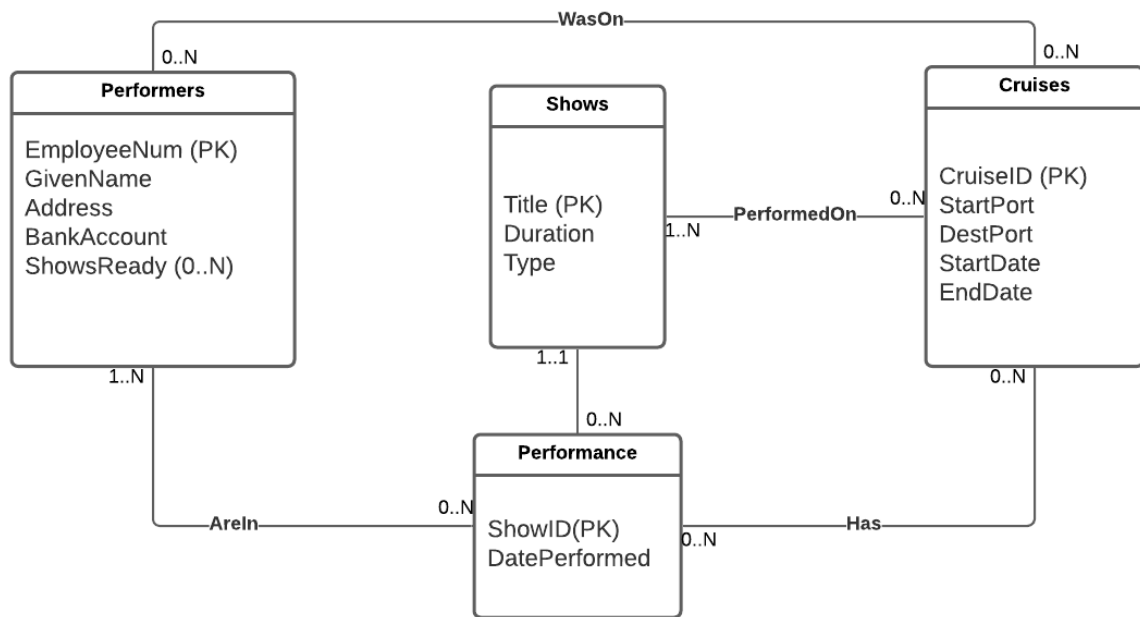 WasOn
0..N
0..N
Performers
EmployeeNum (PK)
GivenName
Address
BankAccount
ShowsReady (0..N)
Shows
Title (PK)
Duration
Type
Cruises
CruiseID (PK)
StartPort
DestPort
StartDate
EndDate
0..N
PerformedOn
1..N
1..N
1..1
0..N
0..N
Performance
ShowID(PK)
DatePerformed
0..N
AreIn
Has
0..N